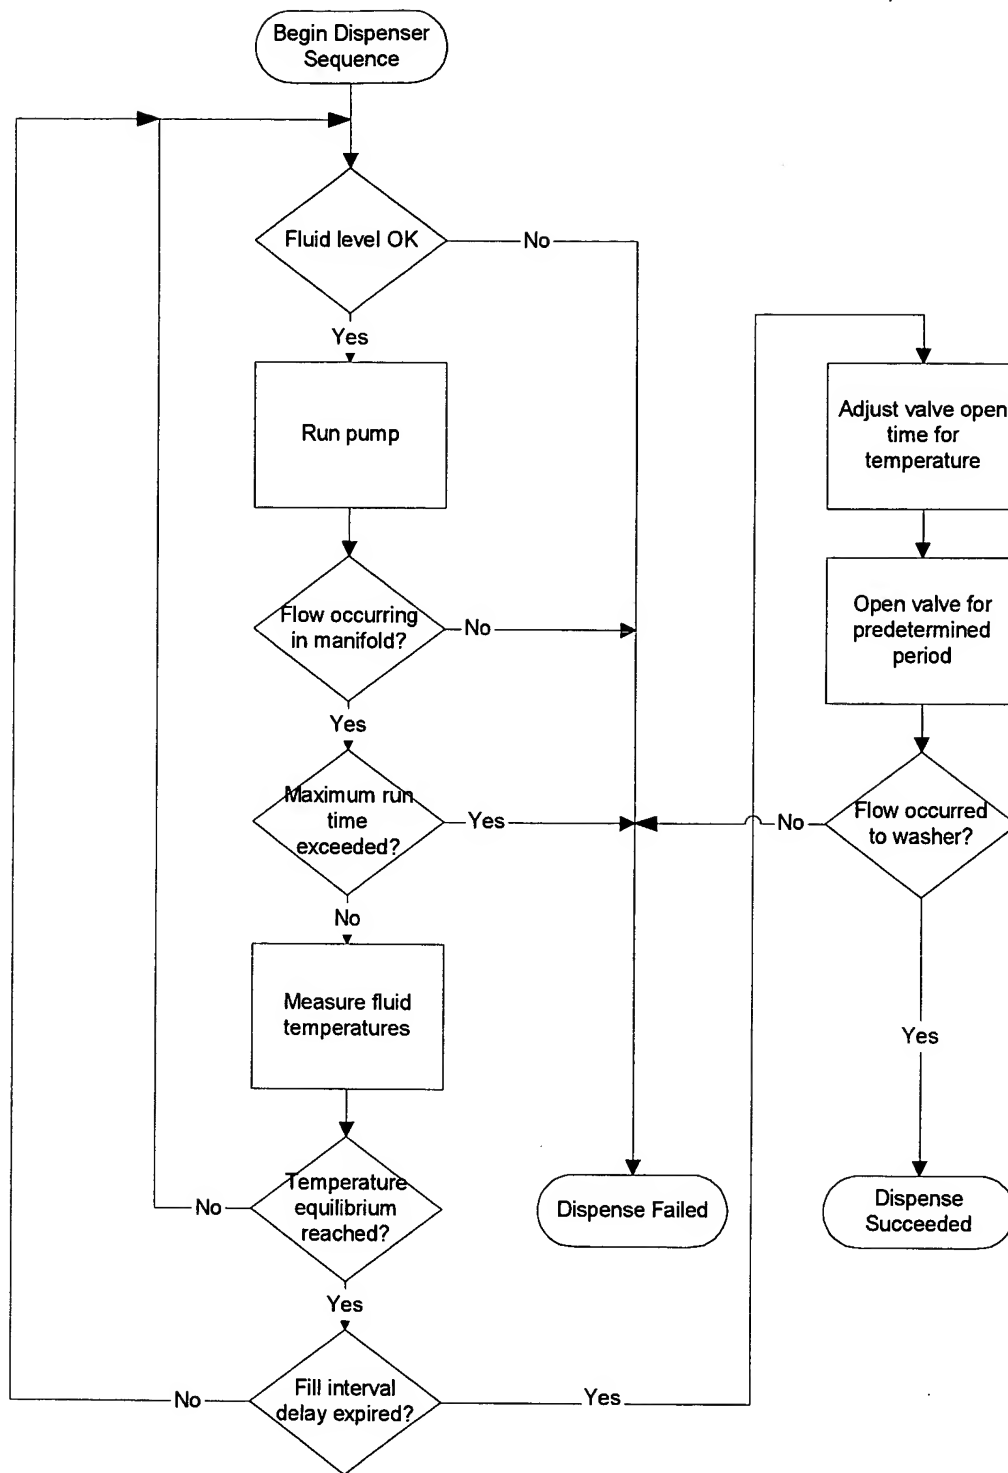 Begin Dispenser
Sequence
Fluid level OK
No
Yes
Run pump
Adjust valve open
time for
temperature
Flow occurring
in manifold?
No
Open valve for
predetermined
period
Yes
Maximum run
time
exceeded?
Yes
No
Flow occurred
to washer?
No
Measure fluid
temperatures
Yes
Temperature
equilibrium
reached?
No
Dispense Failed
Dispense
Succeeded
Yes
Fill interval
delay expired?
No
Yes